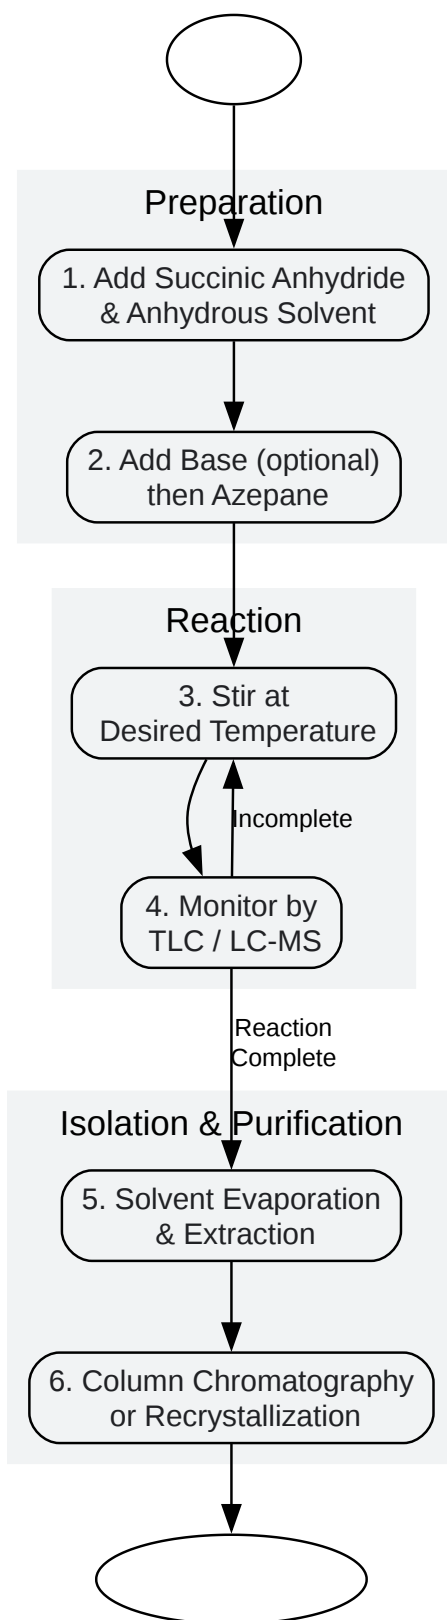 Preparation
1. Add Succinic Anhydride
& Anhydrous Solvent
2. Add Base (optional)
then Azepane
Reaction
3. Stir at
Desired Temperature
Incomplete
4. Monitor by
TLC / LC-MS
Reaction
Complete
Isolation & Purification
5. Solvent Evaporation
& Extraction
6. Column Chromatography
or Recrystallization